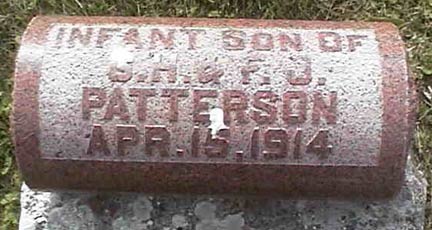 INFANT SON OF
S.H. & F.J.
PATTERSON
APR. 15, 1914